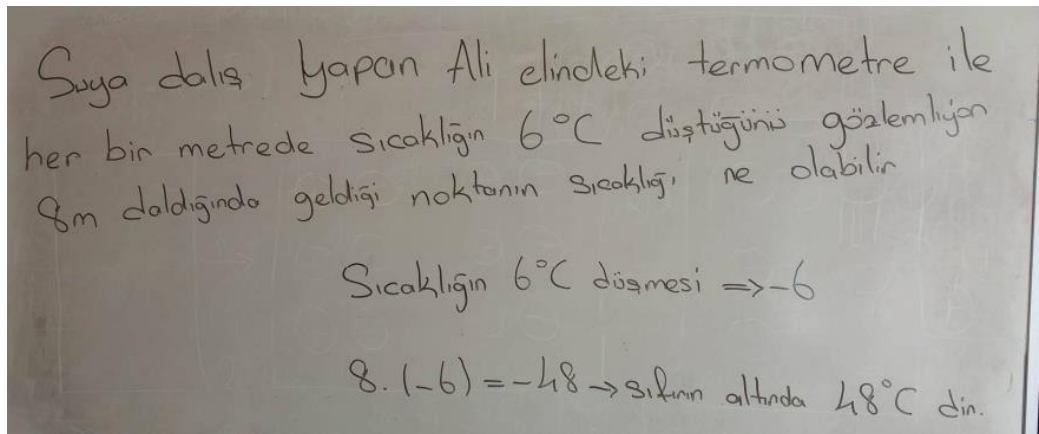 Suya dalış yapan Ali elindeki termometre ile
her bir metrede sıcaklığın 6°C düştüğünü gözlemliyor
8m daldığında geldiği noktanın sıcaklığı ne olabilir
Sıcaklığın 6°C düşmesi => -6
8. (-6) = -48 → sıfırın altında 48°C dir.